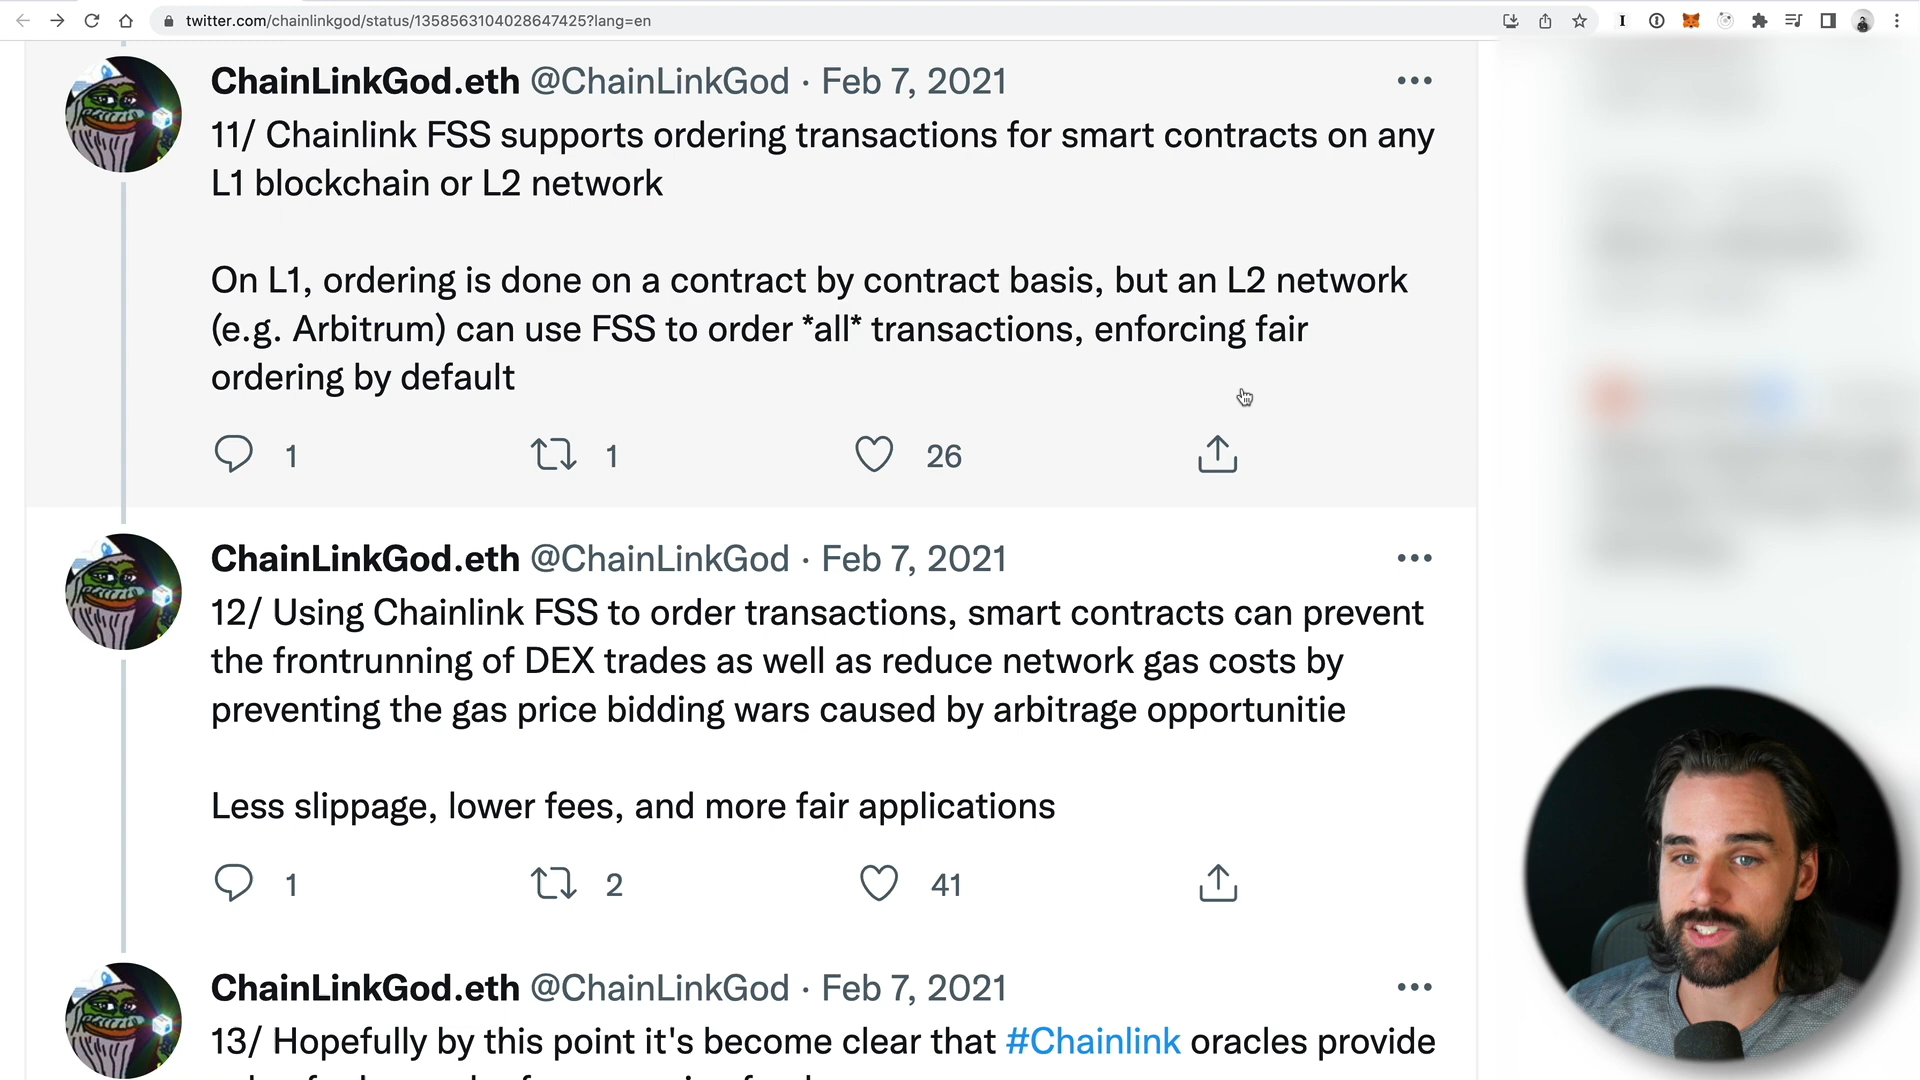 twitter.com/chainlinkgod/status/1358563104028647425?lang=en
ChainLinkGod.eth @ChainLinkGod · Feb 7, 2021
11/ Chainlink FSS supports ordering transactions for smart contracts on any
L1 blockchain or L2 network
On L1, ordering is done on a contract by contract basis, but an L2 network
(e.g. Arbitrum) can use FSS to order *all* transactions, enforcing fair
ordering by default
1 1 26
ChainLinkGod.eth @ChainLinkGod · Feb 7, 2021
12/ Using Chainlink FSS to order transactions, smart contracts can prevent
the frontrunning of DEX trades as well as reduce network gas costs by
preventing the gas price bidding wars caused by arbitrage opportunitie
Less slippage, lower fees, and more fair applications
1 2 41
ChainLinkGod.eth @ChainLinkGod · Feb 7, 2021
13/ Hopefully by this point it's become clear that #Chainlink oracles provide